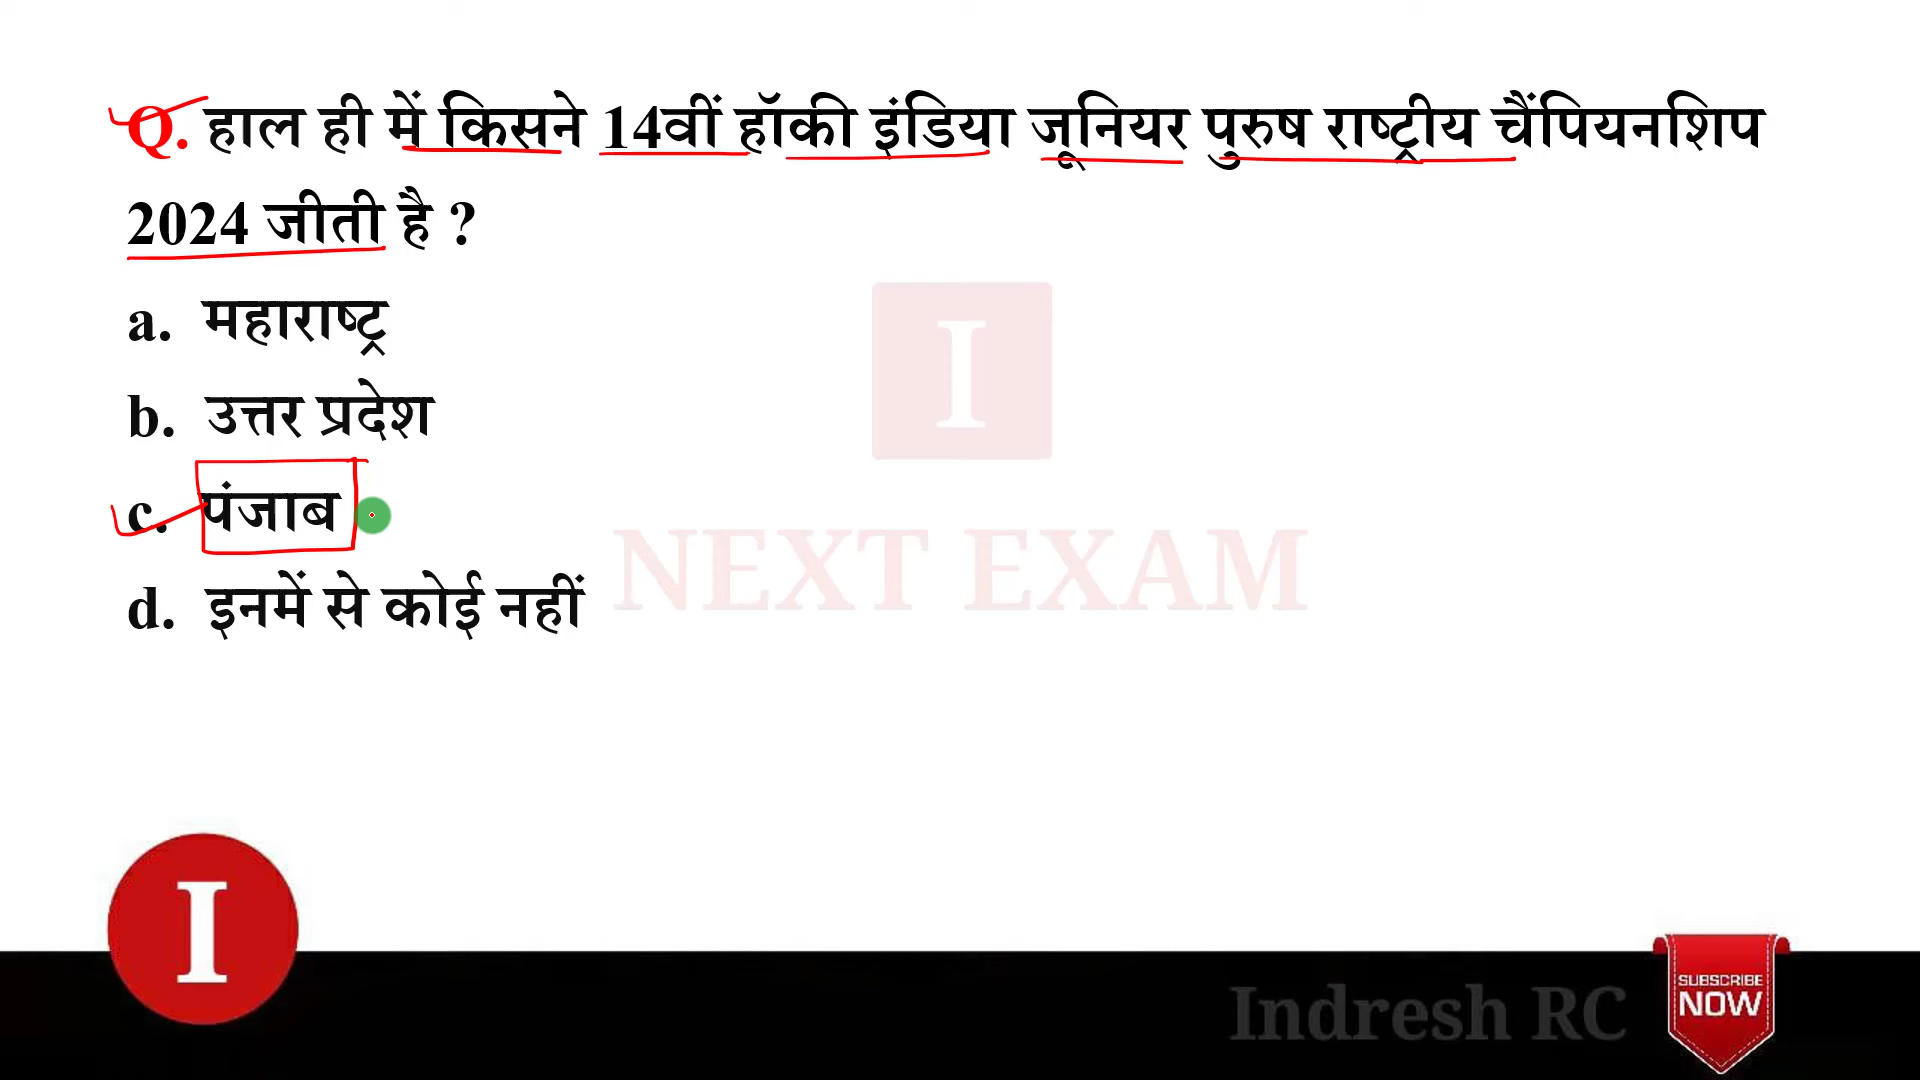 Q. हाल ही में किसने 14वीं हॉकी इंडिया जूनियर पुरुष राष्ट्रीय चैंपियनशिप
2024 जीती है ?
a. महाराष्ट्र
b. उत्तर प्रदेश
c. पंजाब
d. इनमें से कोई नहीं
I
NEXT EXAM
I
Indresh RC
SUBSCRIBE
NOW